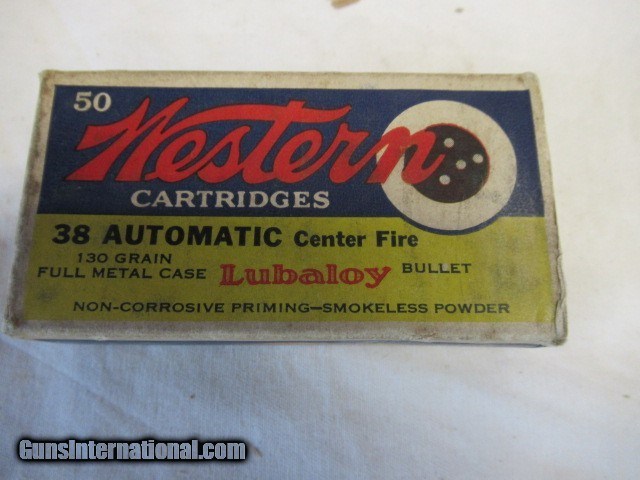 50 Western
CARTRIDGES
38 AUTOMATIC Center Fire
130 GRAIN
FULL METAL CASE Lubaloy BULLET
NON-CORROSIVE PRIMING—SMOKELESS POWDER
GunsInternational.com